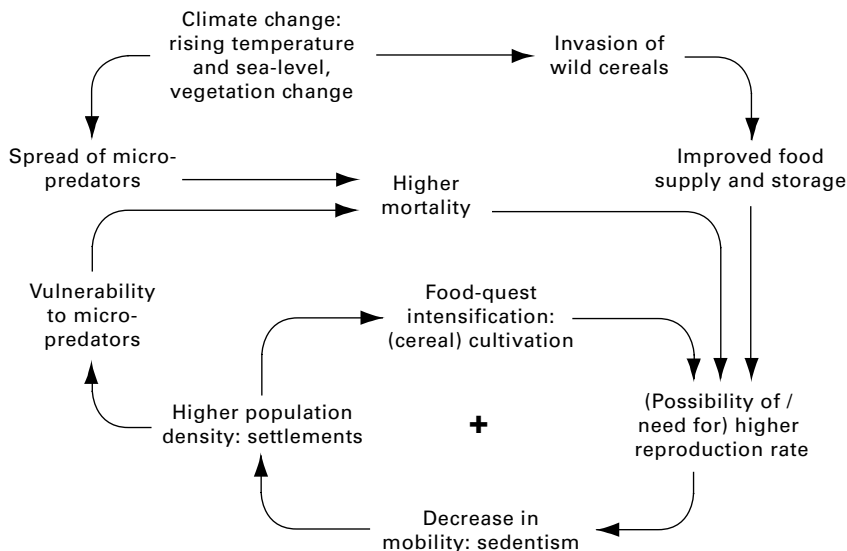 Climate change:
rising temperature
and sea-level,
vegetation change
Invasion of
wild cereals
Spread of micro-
predators
Higher
mortality
Improved food
supply and storage
Vulnerability
to micro-
predators
Food-quest
intensification:
(cereal) cultivation
Higher population
density: settlements
+
(Possibility of /
need for) higher
reproduction rate
Decrease in
mobility: sedentism